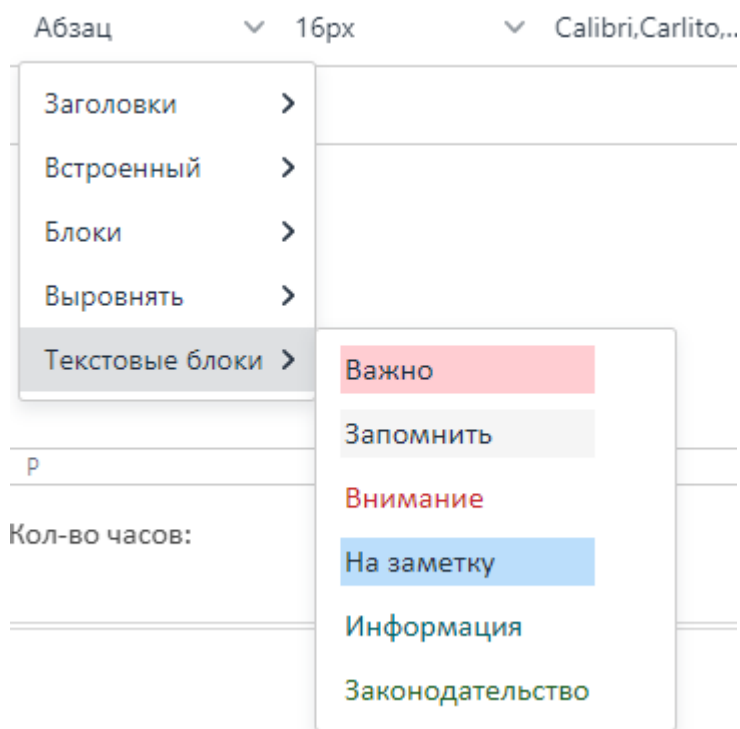 Абзац 16px Calibri,Carlito,..
Заголовки
Встроенный
Блоки
Выровнять
Текстовые блоки
Важно
Запомнить
P
Внимание
Кол-во часов:
На заметку
Информация
Законодательство